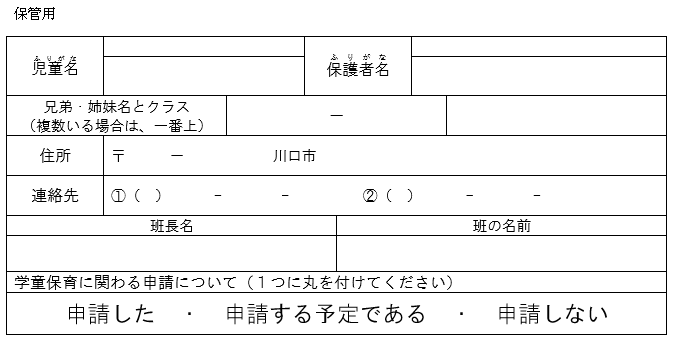 保管用
ふりがな
児童名
ふりがな
保護者名
兄弟・姉妹名とクラス
（複数いる場合は、一番上）
－
住所 〒　－　川口市
連絡先 ①（　）　-　-　②（　）　-　-
班長名 班の名前
学童保育に関わる申請について（１つに丸を付けてください）
申請した　・　申請する予定である　・　申請しない